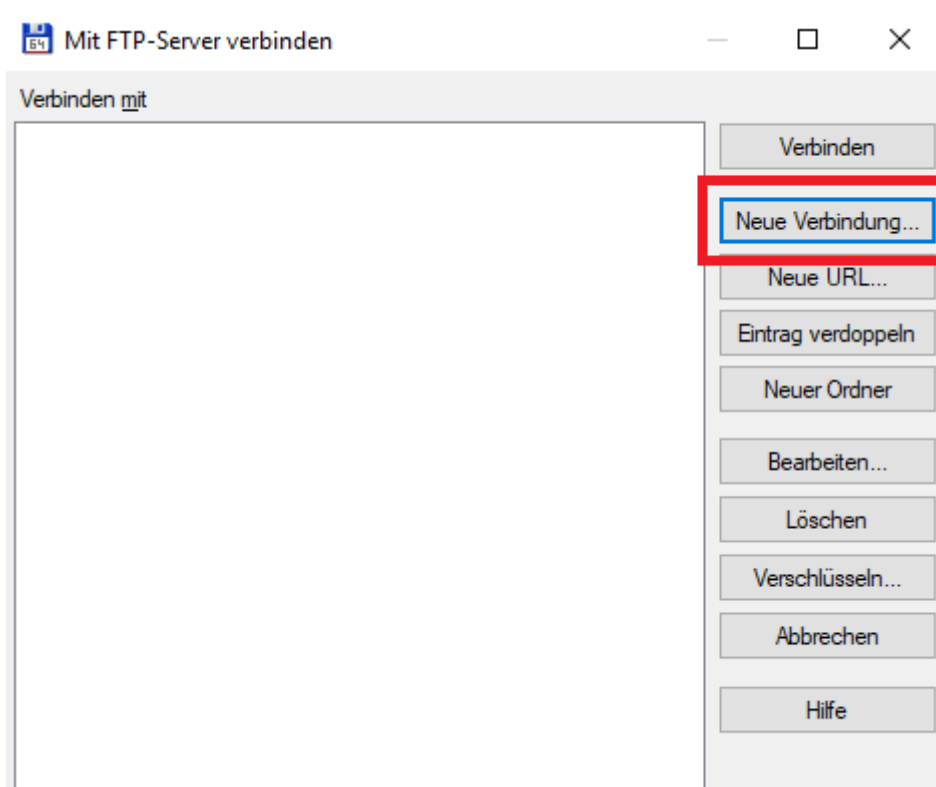 64 Mit FTP-Server verbinden
Verbinden mit
Verbinden
Neue Verbindung...
Neue URL...
Eintrag verdoppeln
Neuer Ordner
Bearbeiten...
Löschen
Verschlüsseln...
Abbrechen
Hilfe